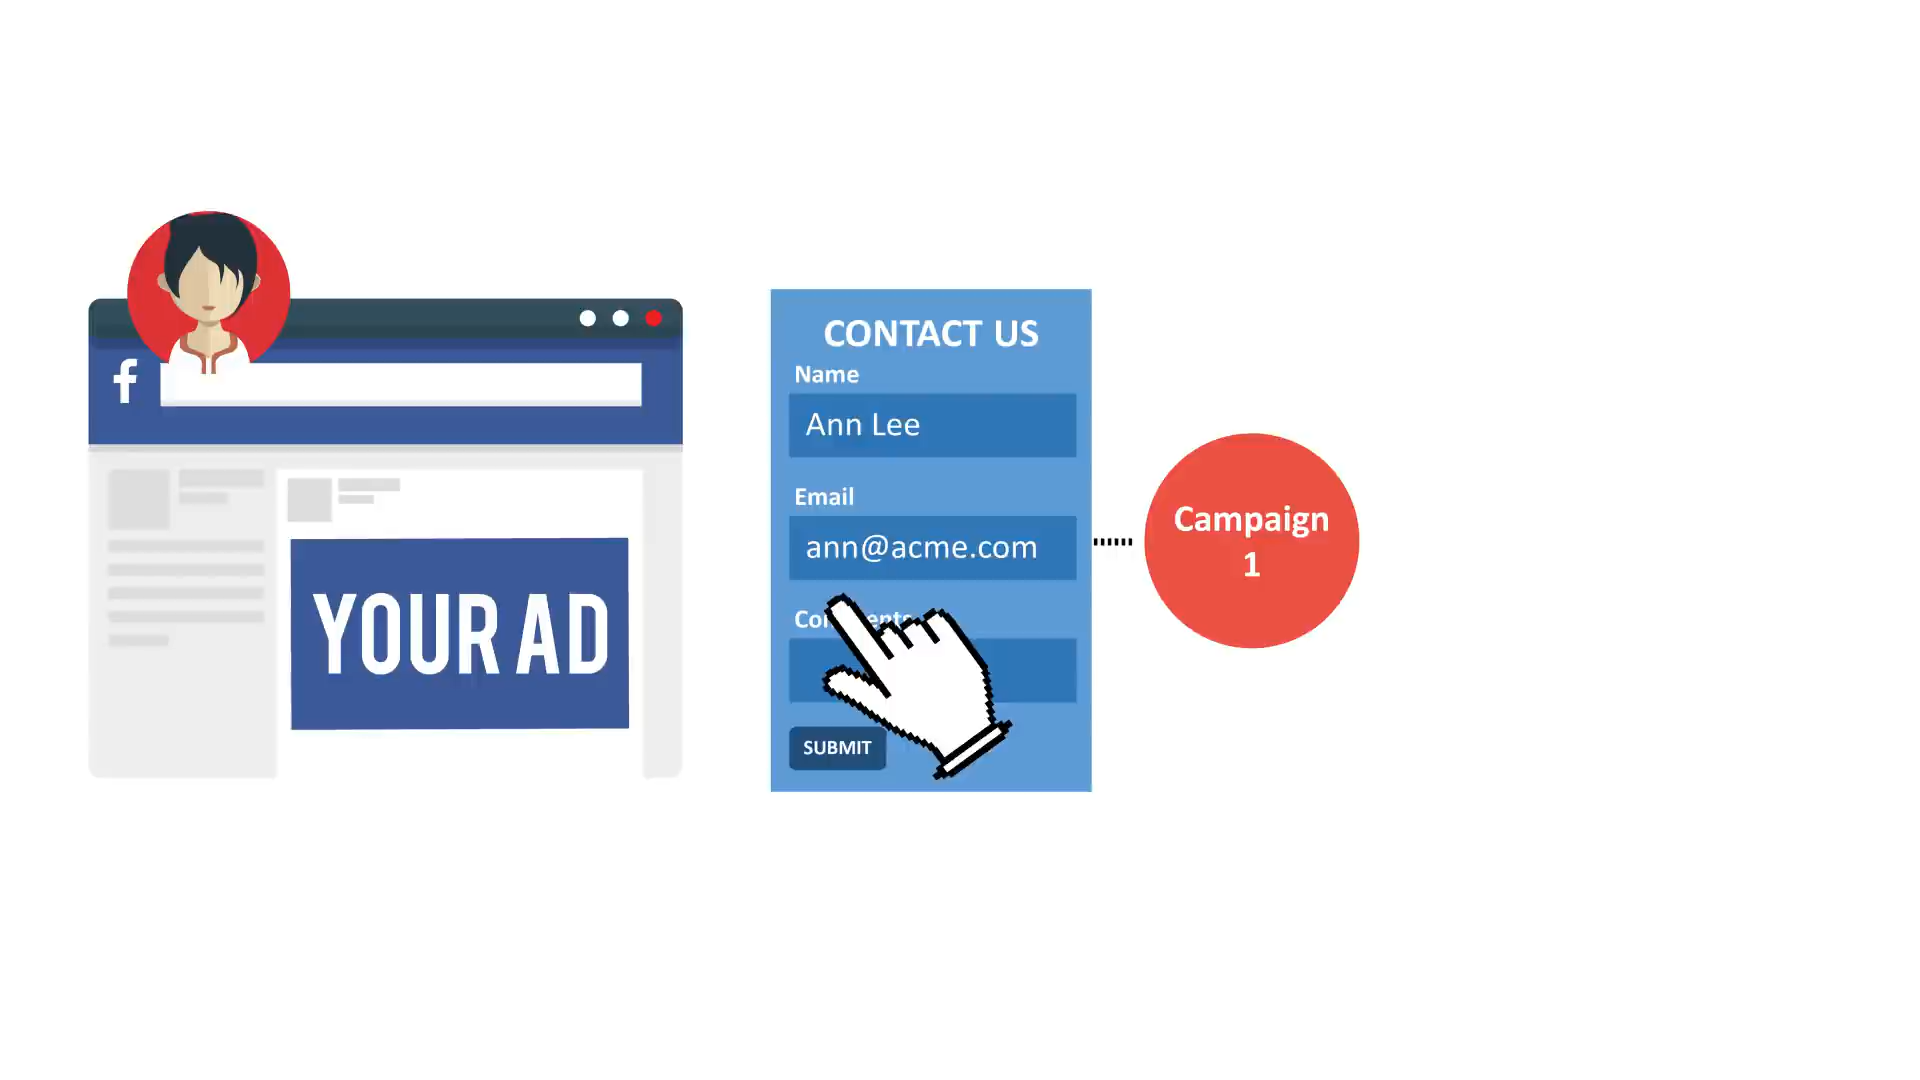 f
YOUR AD
CONTACT US
Name
Ann Lee
Email
ann@acme.com
SUBMIT
Campaign
1